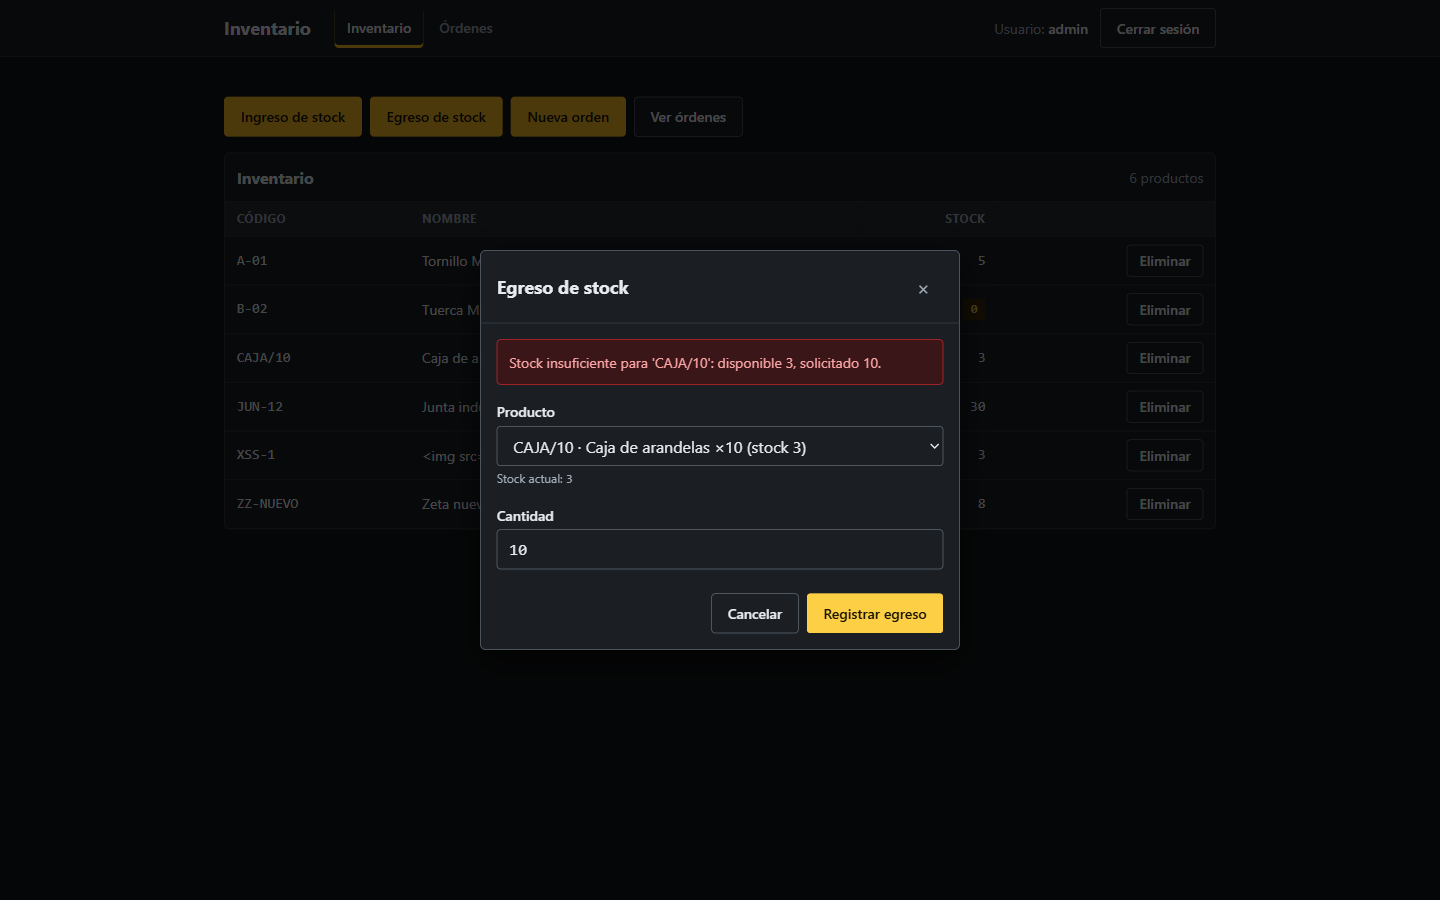 Inventario
Inventario
Órdenes
Usuario: admin
Cerrar sesión
Ingreso de stock
Egreso de stock
Nueva orden
Ver órdenes
Inventario
6 productos
CÓDIGO
NOMBRE
STOCK
A-01
Tornillo M
5
Eliminar
B-02
Tuerca M
0
Eliminar
CAJA/10
Caja de a
3
Eliminar
JUN-12
Junta ind
30
Eliminar
XSS-1
<img src=
3
Eliminar
ZZ-NUEVO
Zeta nuev
8
Eliminar
Egreso de stock
×
Stock insuficiente para 'CAJA/10': disponible 3, solicitado 10.
Producto
CAJA/10 · Caja de arandelas ×10 (stock 3)
Stock actual: 3
Cantidad
10
Cancelar
Registrar egreso